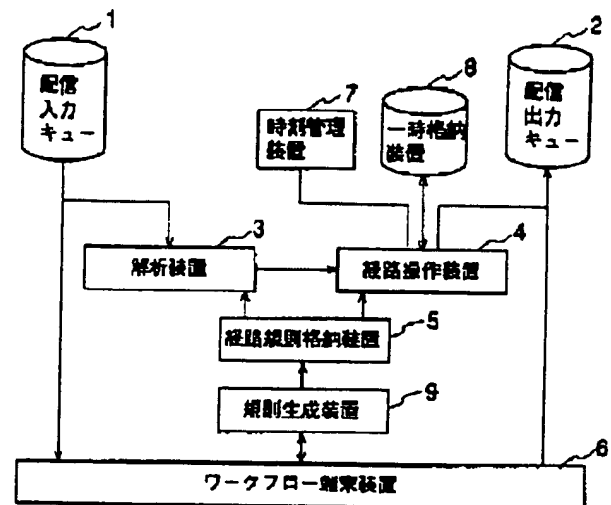 1
2
配信
入力
キュー
7
8
配信
出力
キュー
時刻管理
装置
一時格納
装置
3
4
解析装置
経路操作装置
5
経路規則格納装置
9
規則生成装置
6
ワークフロー端末装置